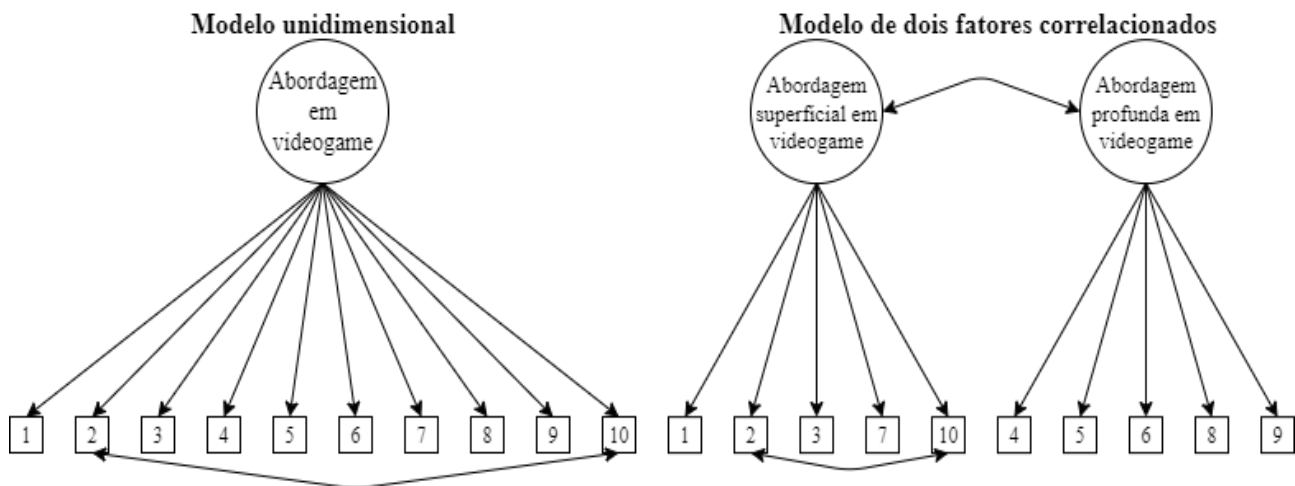 Modelo unidimensional
Abordagem
em
videogame
1 2 3 4 5 6 7 8 9 10
Modelo de dois fatores correlacionados
Abordagem
superficial em
videogame
Abordagem
profunda em
videogame
1 2 3 7 10 4 5 6 8 9